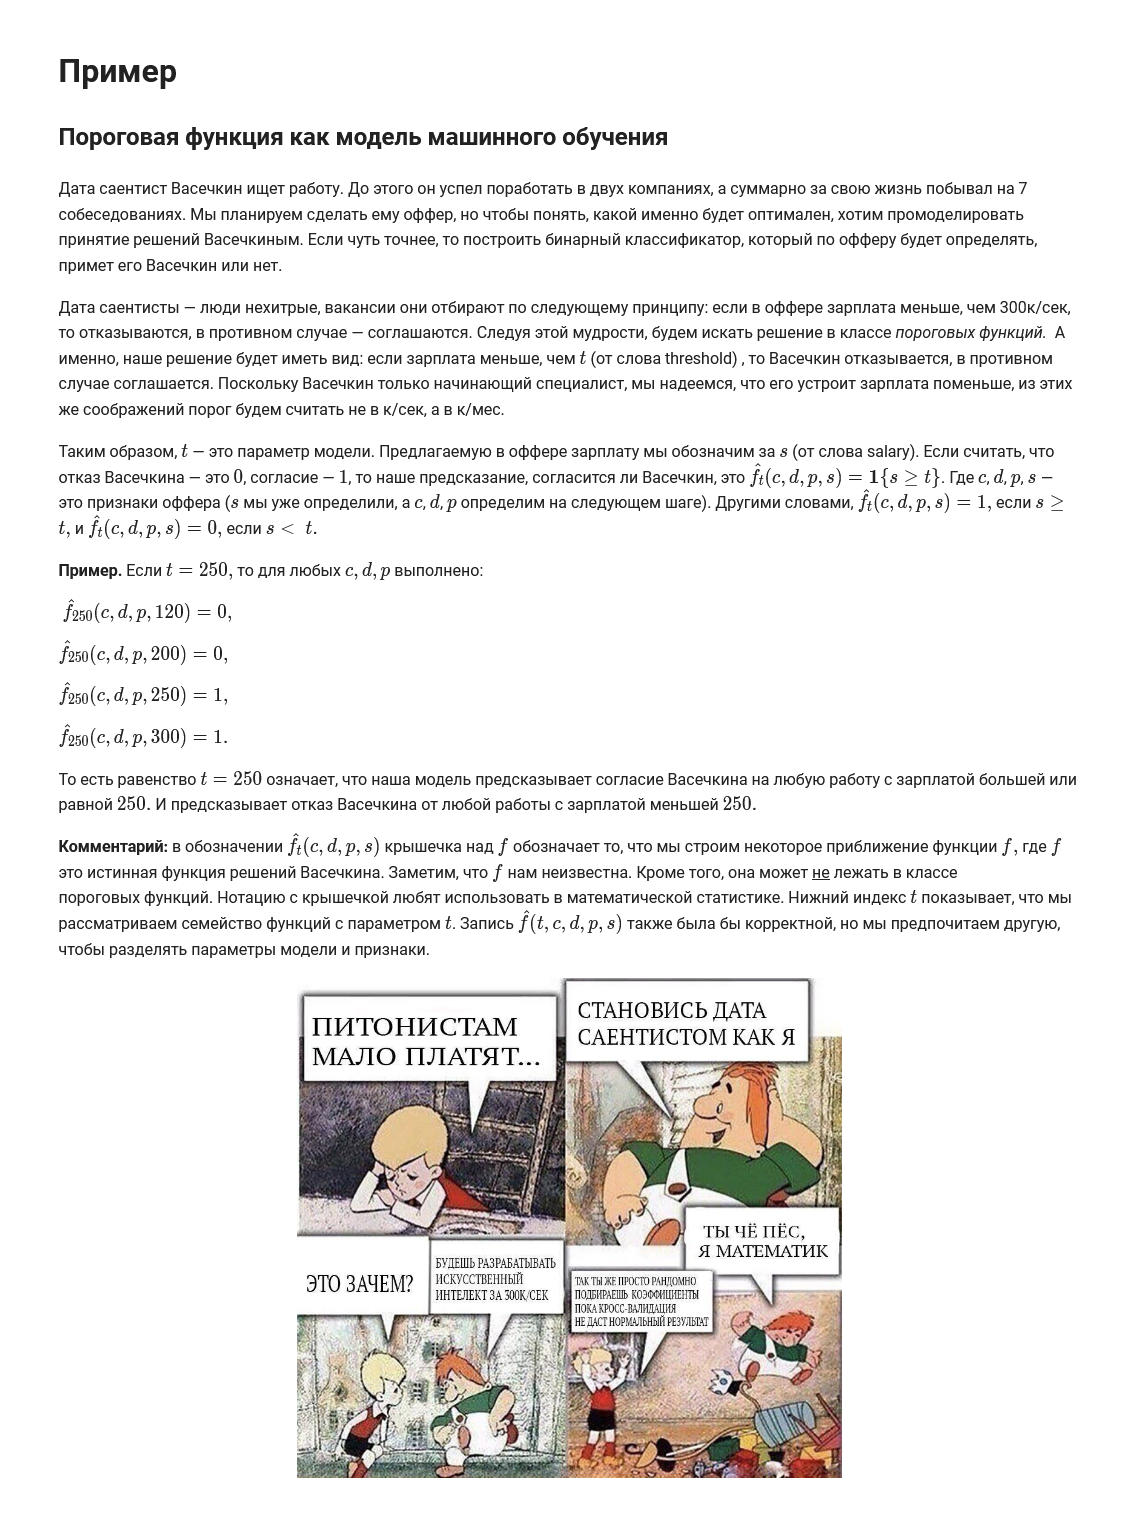 Пример
Пороговая функция как модель машинного обучения
Дата саентист Васечкин ищет работу. До этого он успел поработать в двух компаниях, а суммарно за свою жизнь побывал на 7
собеседованиях. Мы планируем сделать ему оффер, но чтобы понять, какой именно будет оптимален, хотим промоделировать
принятие решений Васечкиным. Если чуть точнее, то построить бинарный классификатор, который по офферу будет определять,
примет его Васечкин или нет.
Дата саентисты — люди нехитрые, вакансии они отбирают по следующему принципу: если в оффере зарплата меньше, чем 300к/сек,
то отказываются, в противном случае — соглашаются. Следуя этой мудрости, будем искать решение в классе пороговых функций. А
именно, наше решение будет иметь вид: если зарплата меньше, чем t (от слова threshold) , то Васечкин отказывается, в противном
случае соглашается. Поскольку Васечкин только начинающий специалист, мы надеемся, что его устроит зарплата поменьше, из этих
же соображений порог будем считать не в к/сек, а в к/мес.
Таким образом, t — это параметр модели. Предлагаемую в оффере зарплату мы обозначим за s (от слова salary). Если считать, что
отказ Васечкина — это 0, согласие — 1, то наше предсказание, согласится ли Васечкин, это f̂_t(c, d, p, s) = 1{s ≥ t}. Где c, d, p, s —
это признаки оффера (s мы уже определили, а c, d, p определим на следующем шаге). Другими словами, f̂_t(c, d, p, s) = 1, если s ≥
t, и f̂_t(c, d, p, s) = 0, если s < t.
Пример. Если t = 250, то для любых c, d, p выполнено:
f̂_250(c, d, p, 120) = 0,
f̂_250(c, d, p, 200) = 0,
f̂_250(c, d, p, 250) = 1,
f̂_250(c, d, p, 300) = 1.
То есть равенство t = 250 означает, что наша модель предсказывает согласие Васечкина на любую работу с зарплатой большей или
равной 250. И предсказывает отказ Васечкина от любой работы с зарплатой меньшей 250.
Комментарий: в обозначении f̂_t(c, d, p, s) крышечка над f обозначает то, что мы строим некоторое приближение функции f, где f
это истинная функция решений Васечкина. Заметим, что f нам неизвестна. Кроме того, она может не лежать в классе
пороговых функций. Нотацию с крышечкой любят использовать в математической статистике. Нижний индекс t показывает, что мы
рассматриваем семейство функций с параметром t. Запись f̂(t, c, d, p, s) также была бы корректной, но мы предпочитаем другую,
чтобы разделять параметры модели и признаки.
ПИТОНИСТАМ
МАЛО ПЛАТЯТ...
СТАНОВИСЬ ДАТА
САЕНТИСТОМ КАК Я
ЭТО ЗАЧЕМ?
БУДЕШЬ РАЗРАБАТЫВАТЬ
ИСКУССТВЕННЫЙ
ИНТЕЛЕКТ ЗА 300К/СЕК
ТАК ТЫ ЖЕ ПРОСТО РАНДОМНО
ПОДБИРАЕШЬ КОЭФФИЦИЕНТЫ
ПОКА КРОСС-ВАЛИДАЦИЯ
НЕ ДАСТ НОРМАЛЬНЫЙ РЕЗУЛЬТАТ
ТЫ ЧЁ ПЁС,
Я МАТЕМАТИК